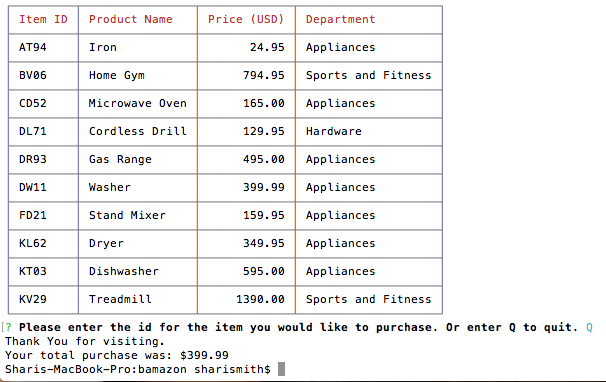 Item ID Product Name Price (USD) Department
AT94 Iron 24.95 Appliances
BV06 Home Gym 794.95 Sports and Fitness
CD52 Microwave Oven 165.00 Appliances
DL71 Cordless Drill 129.95 Hardware
DR93 Gas Range 495.00 Appliances
DW11 Washer 399.99 Appliances
FD21 Stand Mixer 159.95 Appliances
KL62 Dryer 349.95 Appliances
KT03 Dishwasher 595.00 Appliances
KV29 Treadmill 1390.00 Sports and Fitness
[? Please enter the id for the item you would like to purchase. Or enter Q to quit. Q
Thank You for visiting.
Your total purchase was: $399.99
Sharis-MacBook-Pro:bamazon sharismith$